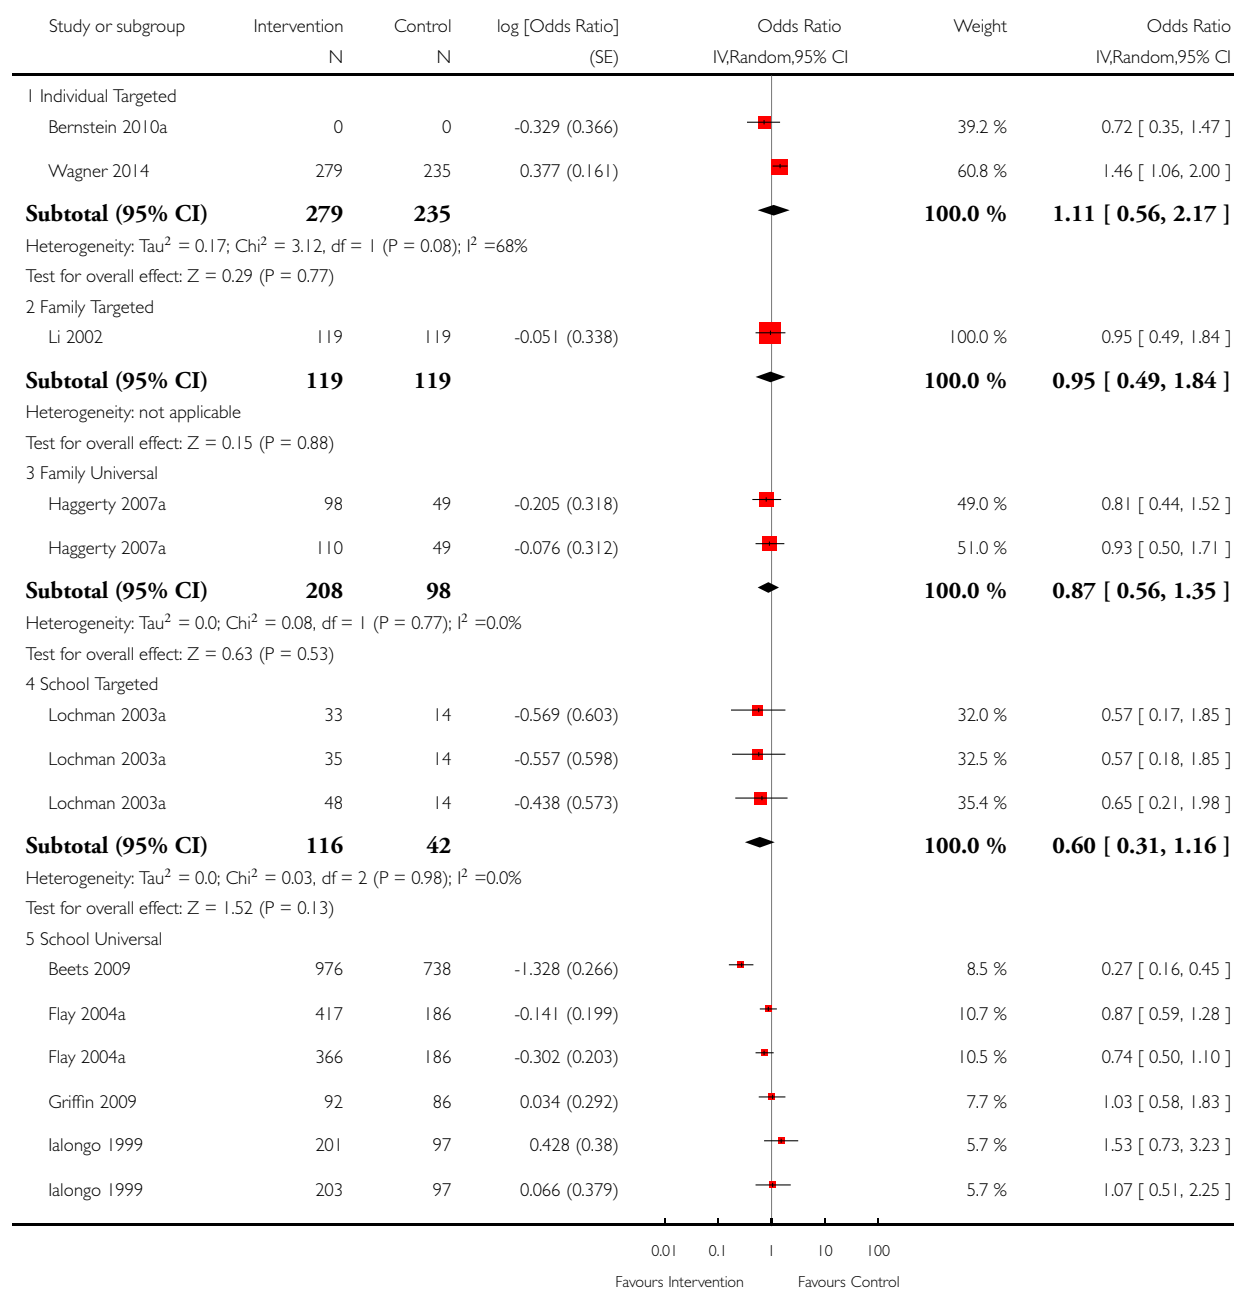 Study or subgroup Intervention Control log [Odds Ratio] Odds Ratio Weight Odds Ratio
N N (SE) IV,Random,95% CI IV,Random,95% CI
1 Individual Targeted
Bernstein 2010a 0 0 -0.329 (0.366) 39.2 % 0.72 [ 0.35, 1.47 ]
Wagner 2014 279 235 0.377 (0.161) 60.8 % 1.46 [ 1.06, 2.00 ]
Subtotal (95% CI) 279 235 100.0 % 1.11 [ 0.56, 2.17 ]
Heterogeneity: Tau² = 0.17; Chi² = 3.12, df = 1 (P = 0.08); I² =68%
Test for overall effect: Z = 0.29 (P = 0.77)
2 Family Targeted
Li 2002 119 119 -0.051 (0.338) 100.0 % 0.95 [ 0.49, 1.84 ]
Subtotal (95% CI) 119 119 100.0 % 0.95 [ 0.49, 1.84 ]
Heterogeneity: not applicable
Test for overall effect: Z = 0.15 (P = 0.88)
3 Family Universal
Haggerty 2007a 98 49 -0.205 (0.318) 49.0 % 0.81 [ 0.44, 1.52 ]
Haggerty 2007a 110 49 -0.076 (0.312) 51.0 % 0.93 [ 0.50, 1.71 ]
Subtotal (95% CI) 208 98 100.0 % 0.87 [ 0.56, 1.35 ]
Heterogeneity: Tau² = 0.0; Chi² = 0.08, df = 1 (P = 0.77); I² =0.0%
Test for overall effect: Z = 0.63 (P = 0.53)
4 School Targeted
Lochman 2003a 33 14 -0.569 (0.603) 32.0 % 0.57 [ 0.17, 1.85 ]
Lochman 2003a 35 14 -0.557 (0.598) 32.5 % 0.57 [ 0.18, 1.85 ]
Lochman 2003a 48 14 -0.438 (0.573) 35.4 % 0.65 [ 0.21, 1.98 ]
Subtotal (95% CI) 116 42 100.0 % 0.60 [ 0.31, 1.16 ]
Heterogeneity: Tau² = 0.0; Chi² = 0.03, df = 2 (P = 0.98); I² =0.0%
Test for overall effect: Z = 1.52 (P = 0.13)
5 School Universal
Beets 2009 976 738 -1.328 (0.266) 8.5 % 0.27 [ 0.16, 0.45 ]
Flay 2004a 417 186 -0.141 (0.199) 10.7 % 0.87 [ 0.59, 1.28 ]
Flay 2004a 366 186 -0.302 (0.203) 10.5 % 0.74 [ 0.50, 1.10 ]
Griffin 2009 92 86 0.034 (0.292) 7.7 % 1.03 [ 0.58, 1.83 ]
Ialongo 1999 201 97 0.428 (0.38) 5.7 % 1.53 [ 0.73, 3.23 ]
Ialongo 1999 203 97 0.066 (0.379) 5.7 % 1.07 [ 0.51, 2.25 ]
0.01 0.1 1 10 100
Favours Intervention Favours Control